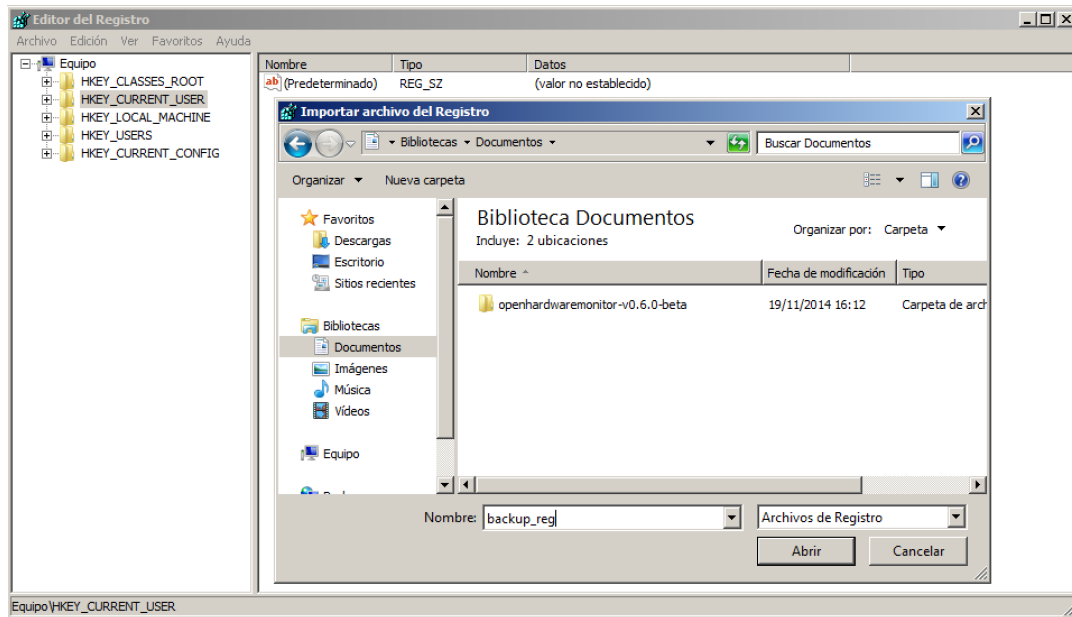 Editor del Registro
Archivo Edición Ver Favoritos Ayuda
Equipo
HKEY_CLASSES_ROOT
HKEY_CURRENT_USER
HKEY_LOCAL_MACHINE
HKEY_USERS
HKEY_CURRENT_CONFIG
Nombre Tipo Datos
ab (Predeterminado) REG_SZ (valor no establecido)
Importar archivo del Registro
Bibliotecas Documentos Buscar Documentos
Organizar Nueva carpeta
Favoritos
Descargas
Escritorio
Sitios recientes
Bibliotecas
Documentos
Imágenes
Música
Vídeos
Equipo
Biblioteca Documentos
Incluye: 2 ubicaciones
Organizar por: Carpeta
Nombre Fecha de modificación Tipo
openhardwaremonitor-v0.6.0-beta 19/11/2014 16:12 Carpeta de arch
Nombre: backup_reg Archivos de Registro
Abrir Cancelar
Equipo\HKEY_CURRENT_USER